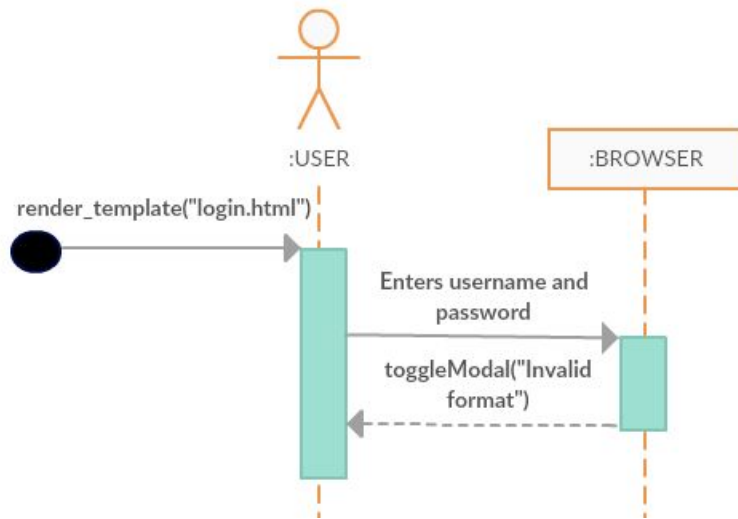 :USER
:BROWSER
render_template("login.html")
Enters username and
password
toggleModal("Invalid
format")